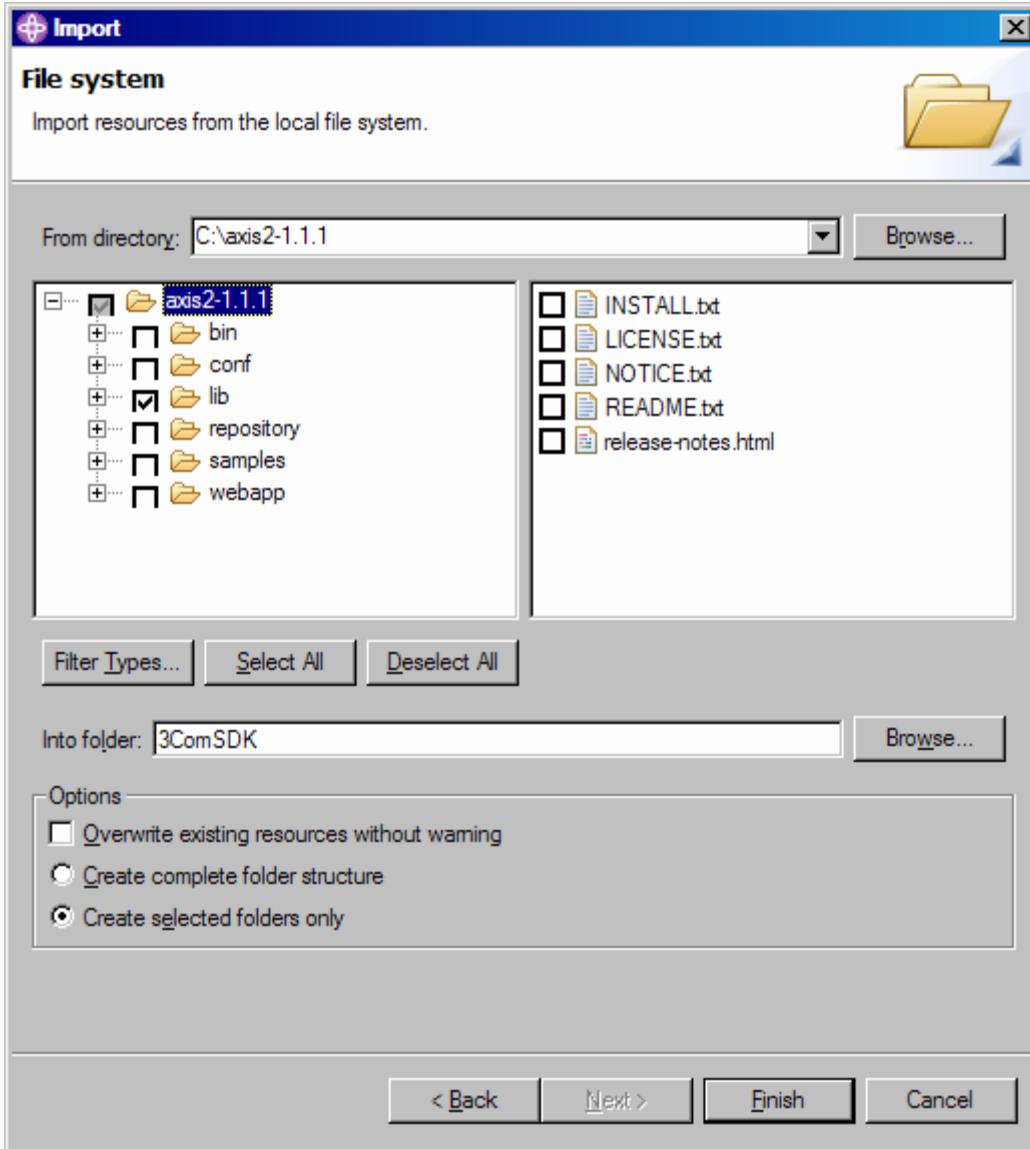 Import
File system
Import resources from the local file system.
From directory: C:\axis2-1.1.1 Browse...
axis2-1.1.1
bin
conf
lib
repository
samples
webapp
INSTALL.txt
LICENSE.txt
NOTICE.txt
README.txt
release-notes.html
Filter Types... Select All Deselect All
Into folder: 3ComSDK Browse...
Options
Overwrite existing resources without warning
Create complete folder structure
Create selected folders only
< Back Next > Finish Cancel